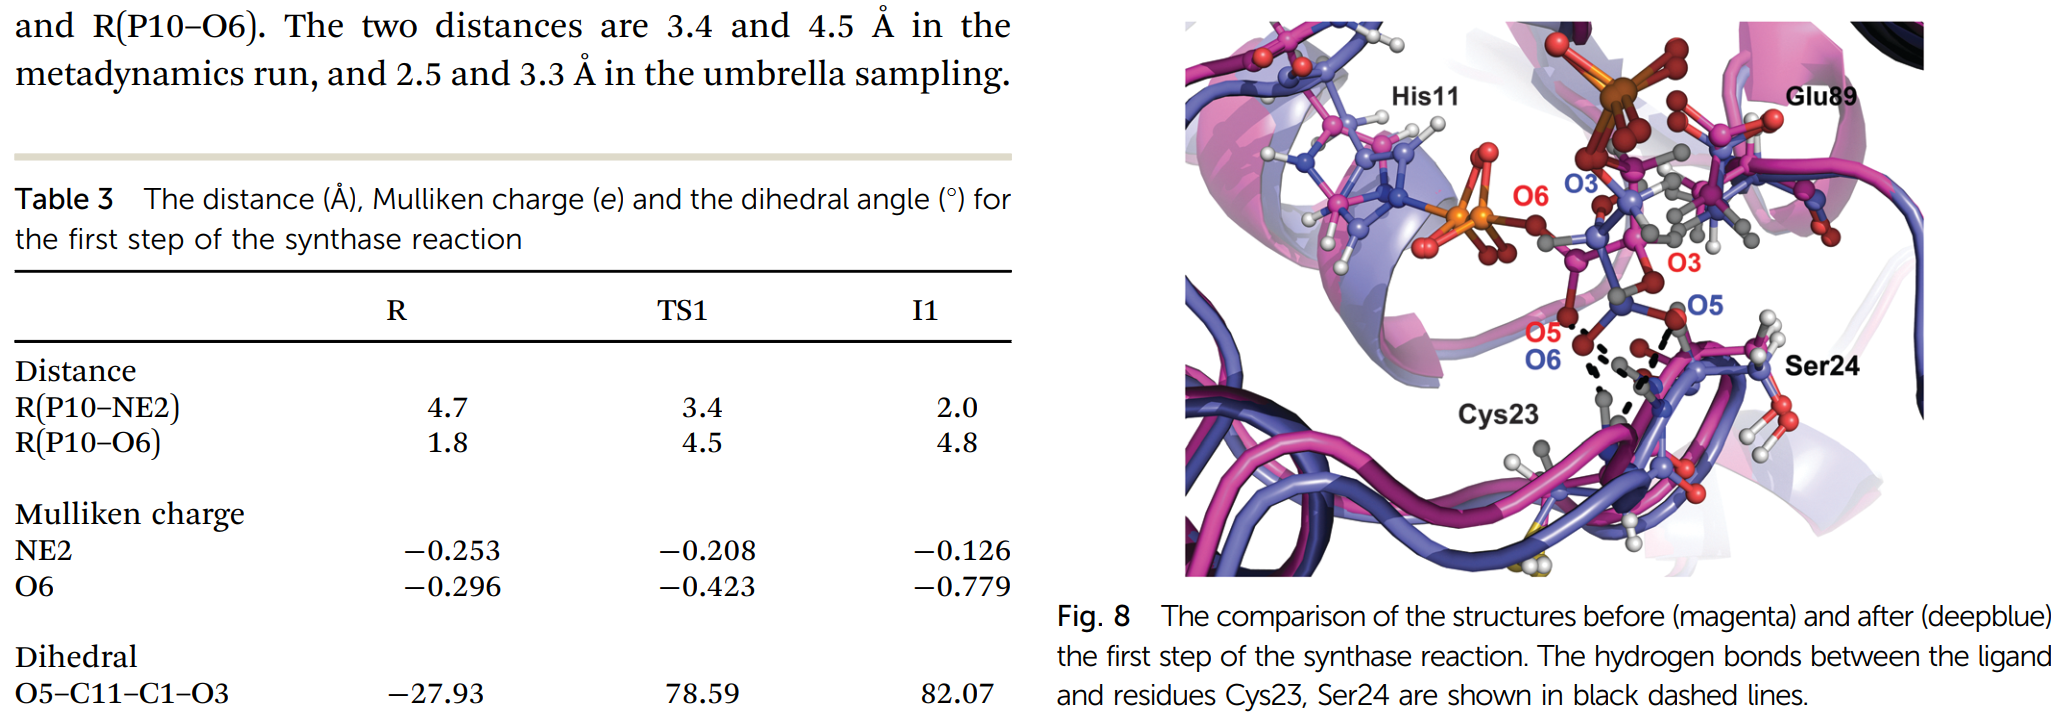 and R(P10–O6). The two distances are 3.4 and 4.5 Å in the
metadynamics run, and 2.5 and 3.3 Å in the umbrella sampling.
Table 3 The distance (Å), Mulliken charge (e) and the dihedral angle (°) for
the first step of the synthase reaction
R TS1 I1
Distance
R(P10–NE2) 4.7 3.4 2.0
R(P10–O6) 1.8 4.5 4.8
Mulliken charge
NE2 −0.253 −0.208 −0.126
O6 −0.296 −0.423 −0.779
Dihedral
O5–C11–C1–O3 −27.93 78.59 82.07
His11
Glu89
O6
O3
O3
O5
O5
O6
Ser24
Cys23
Fig. 8 The comparison of the structures before (magenta) and after (deepblue)
the first step of the synthase reaction. The hydrogen bonds between the ligand
and residues Cys23, Ser24 are shown in black dashed lines.